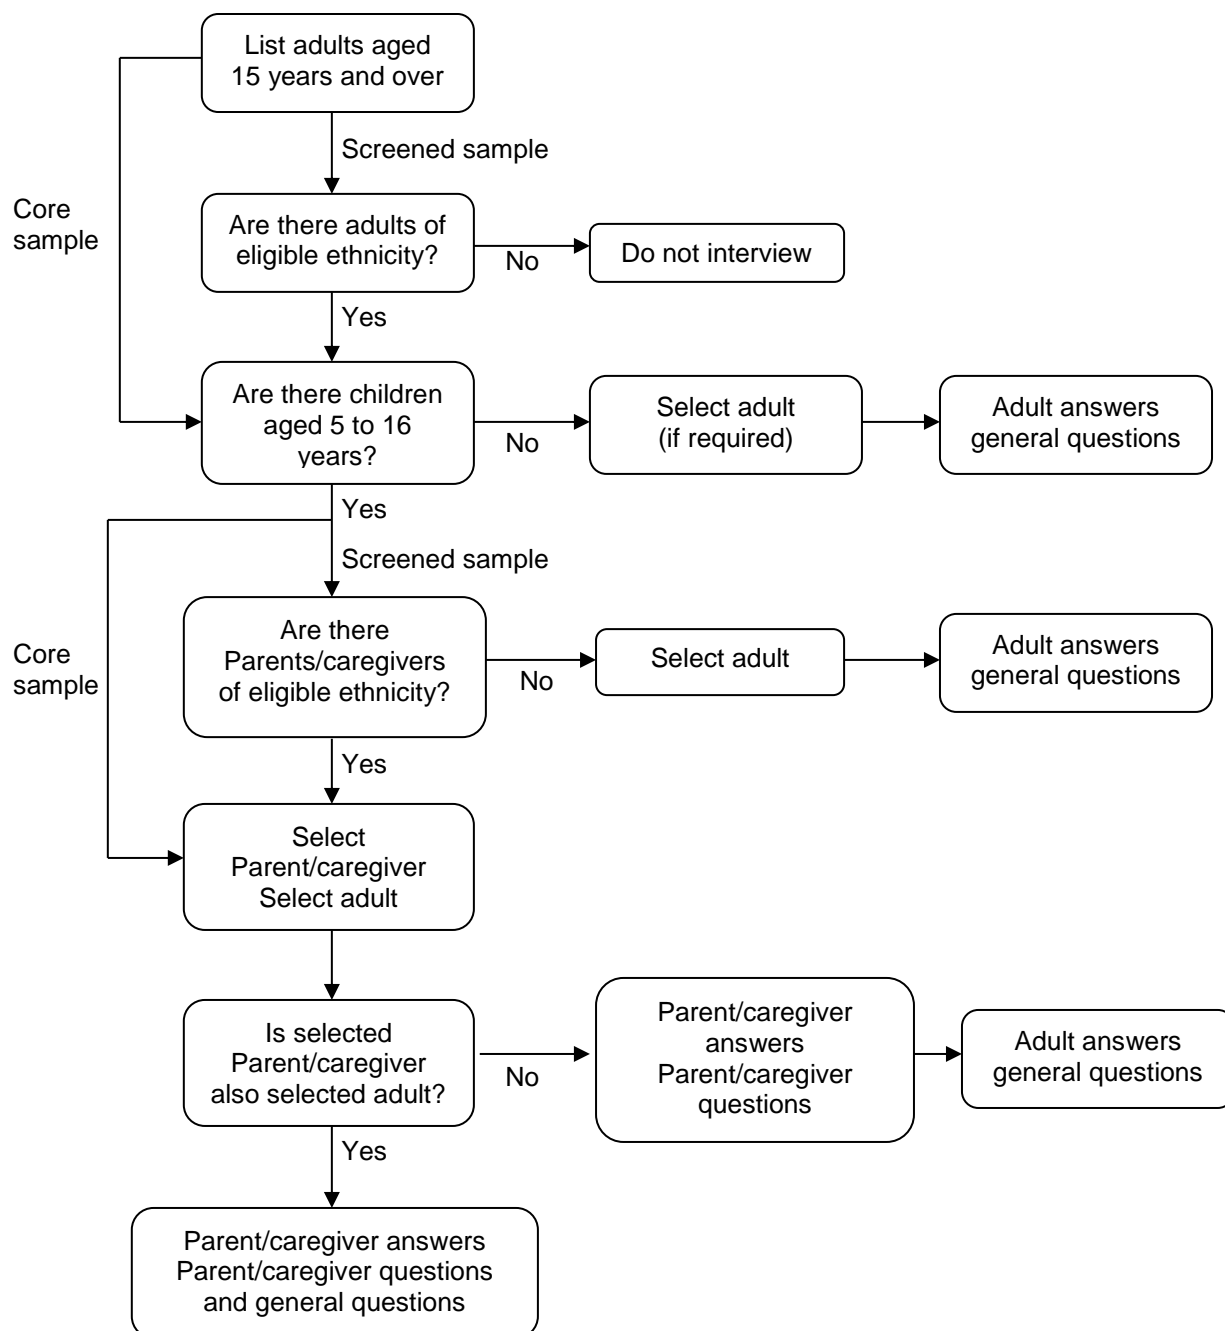 List adults aged
15 years and over
Screened sample
Core
sample
Are there adults of
eligible ethnicity?
No
Do not interview
Yes
Are there children
aged 5 to 16
years?
No
Select adult
(if required)
Adult answers
general questions
Yes
Screened sample
Core
sample
Are there
Parents/caregivers
of eligible ethnicity?
No
Select adult
Adult answers
general questions
Yes
Select
Parent/caregiver
Select adult
Is selected
Parent/caregiver
also selected adult?
No
Parent/caregiver
answers
Parent/caregiver
questions
Adult answers
general questions
Yes
Parent/caregiver answers
Parent/caregiver questions
and general questions